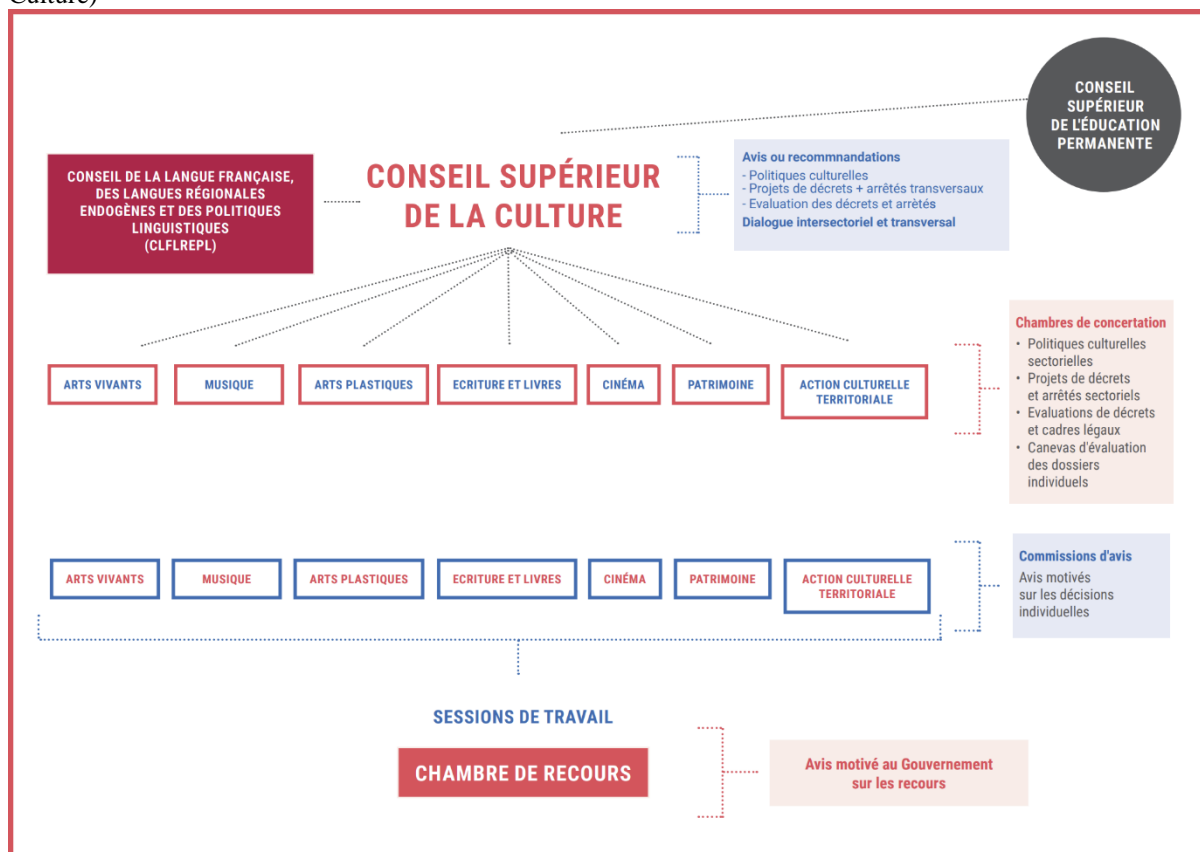 Culture)
CONSEIL
SUPÉRIEUR
DE L'ÉDUCATION
PERMANENTE
CONSEIL DE LA LANGUE FRANÇAISE,
DES LANGUES RÉGIONALES
ENDOGÈNES ET DES POLITIQUES
LINGUISTIQUES
(CLFLREPL)
CONSEIL SUPÉRIEUR
DE LA CULTURE
Avis ou recommnandations
- Politiques culturelles
- Projets de décrets + arrêtés transversaux
- Evaluation des décrets et arrètés
Dialogue intersectoriel et transversal
ARTS VIVANTS
MUSIQUE
ARTS PLASTIQUES
ECRITURE ET LIVRES
CINÉMA
PATRIMOINE
ACTION CULTURELLE
TERRITORIALE
Chambres de concertation
• Politiques culturelles
sectorielles
• Projets de décrets
et arrêtés sectoriels
• Evaluations de décrets
et cadres légaux
• Canevas d'évaluation
des dossiers
individuels
ARTS VIVANTS
MUSIQUE
ARTS PLASTIQUES
ECRITURE ET LIVRES
CINÉMA
PATRIMOINE
ACTION CULTURELLE
TERRITORIALE
Commissions d'avis
Avis motivés
sur les décisions
individuelles
SESSIONS DE TRAVAIL
CHAMBRE DE RECOURS
Avis motivé au Gouvernement
sur les recours